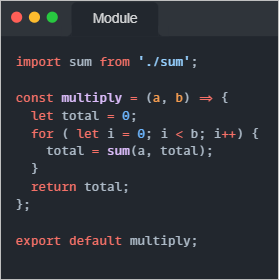 Module
import sum from './sum';
const multiply = (a, b) => {
  let total = 0;
  for ( let i = 0; i < b; i++) {
    total = sum(a, total);
  }
  return total;
};
export default multiply;